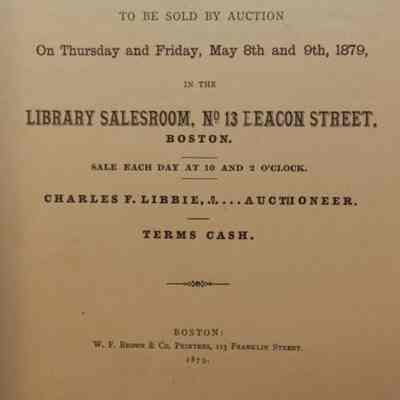 TO BE SOLD BY AUCTION
On Thursday and Friday, May 8th and 9th, 1879,
IN THE
LIBRARY SALESROOM, No 13 BEACON STREET,
BOSTON.
SALE EACH DAY AT 10 AND 2 O'CLOCK.
CHARLES F. LIBBIE, .... AUCTIONEER.
TERMS CASH.
BOSTON:
W. F. BROWN & CO. PRINTERS, 113 FRANKLIN STREET.
1879.